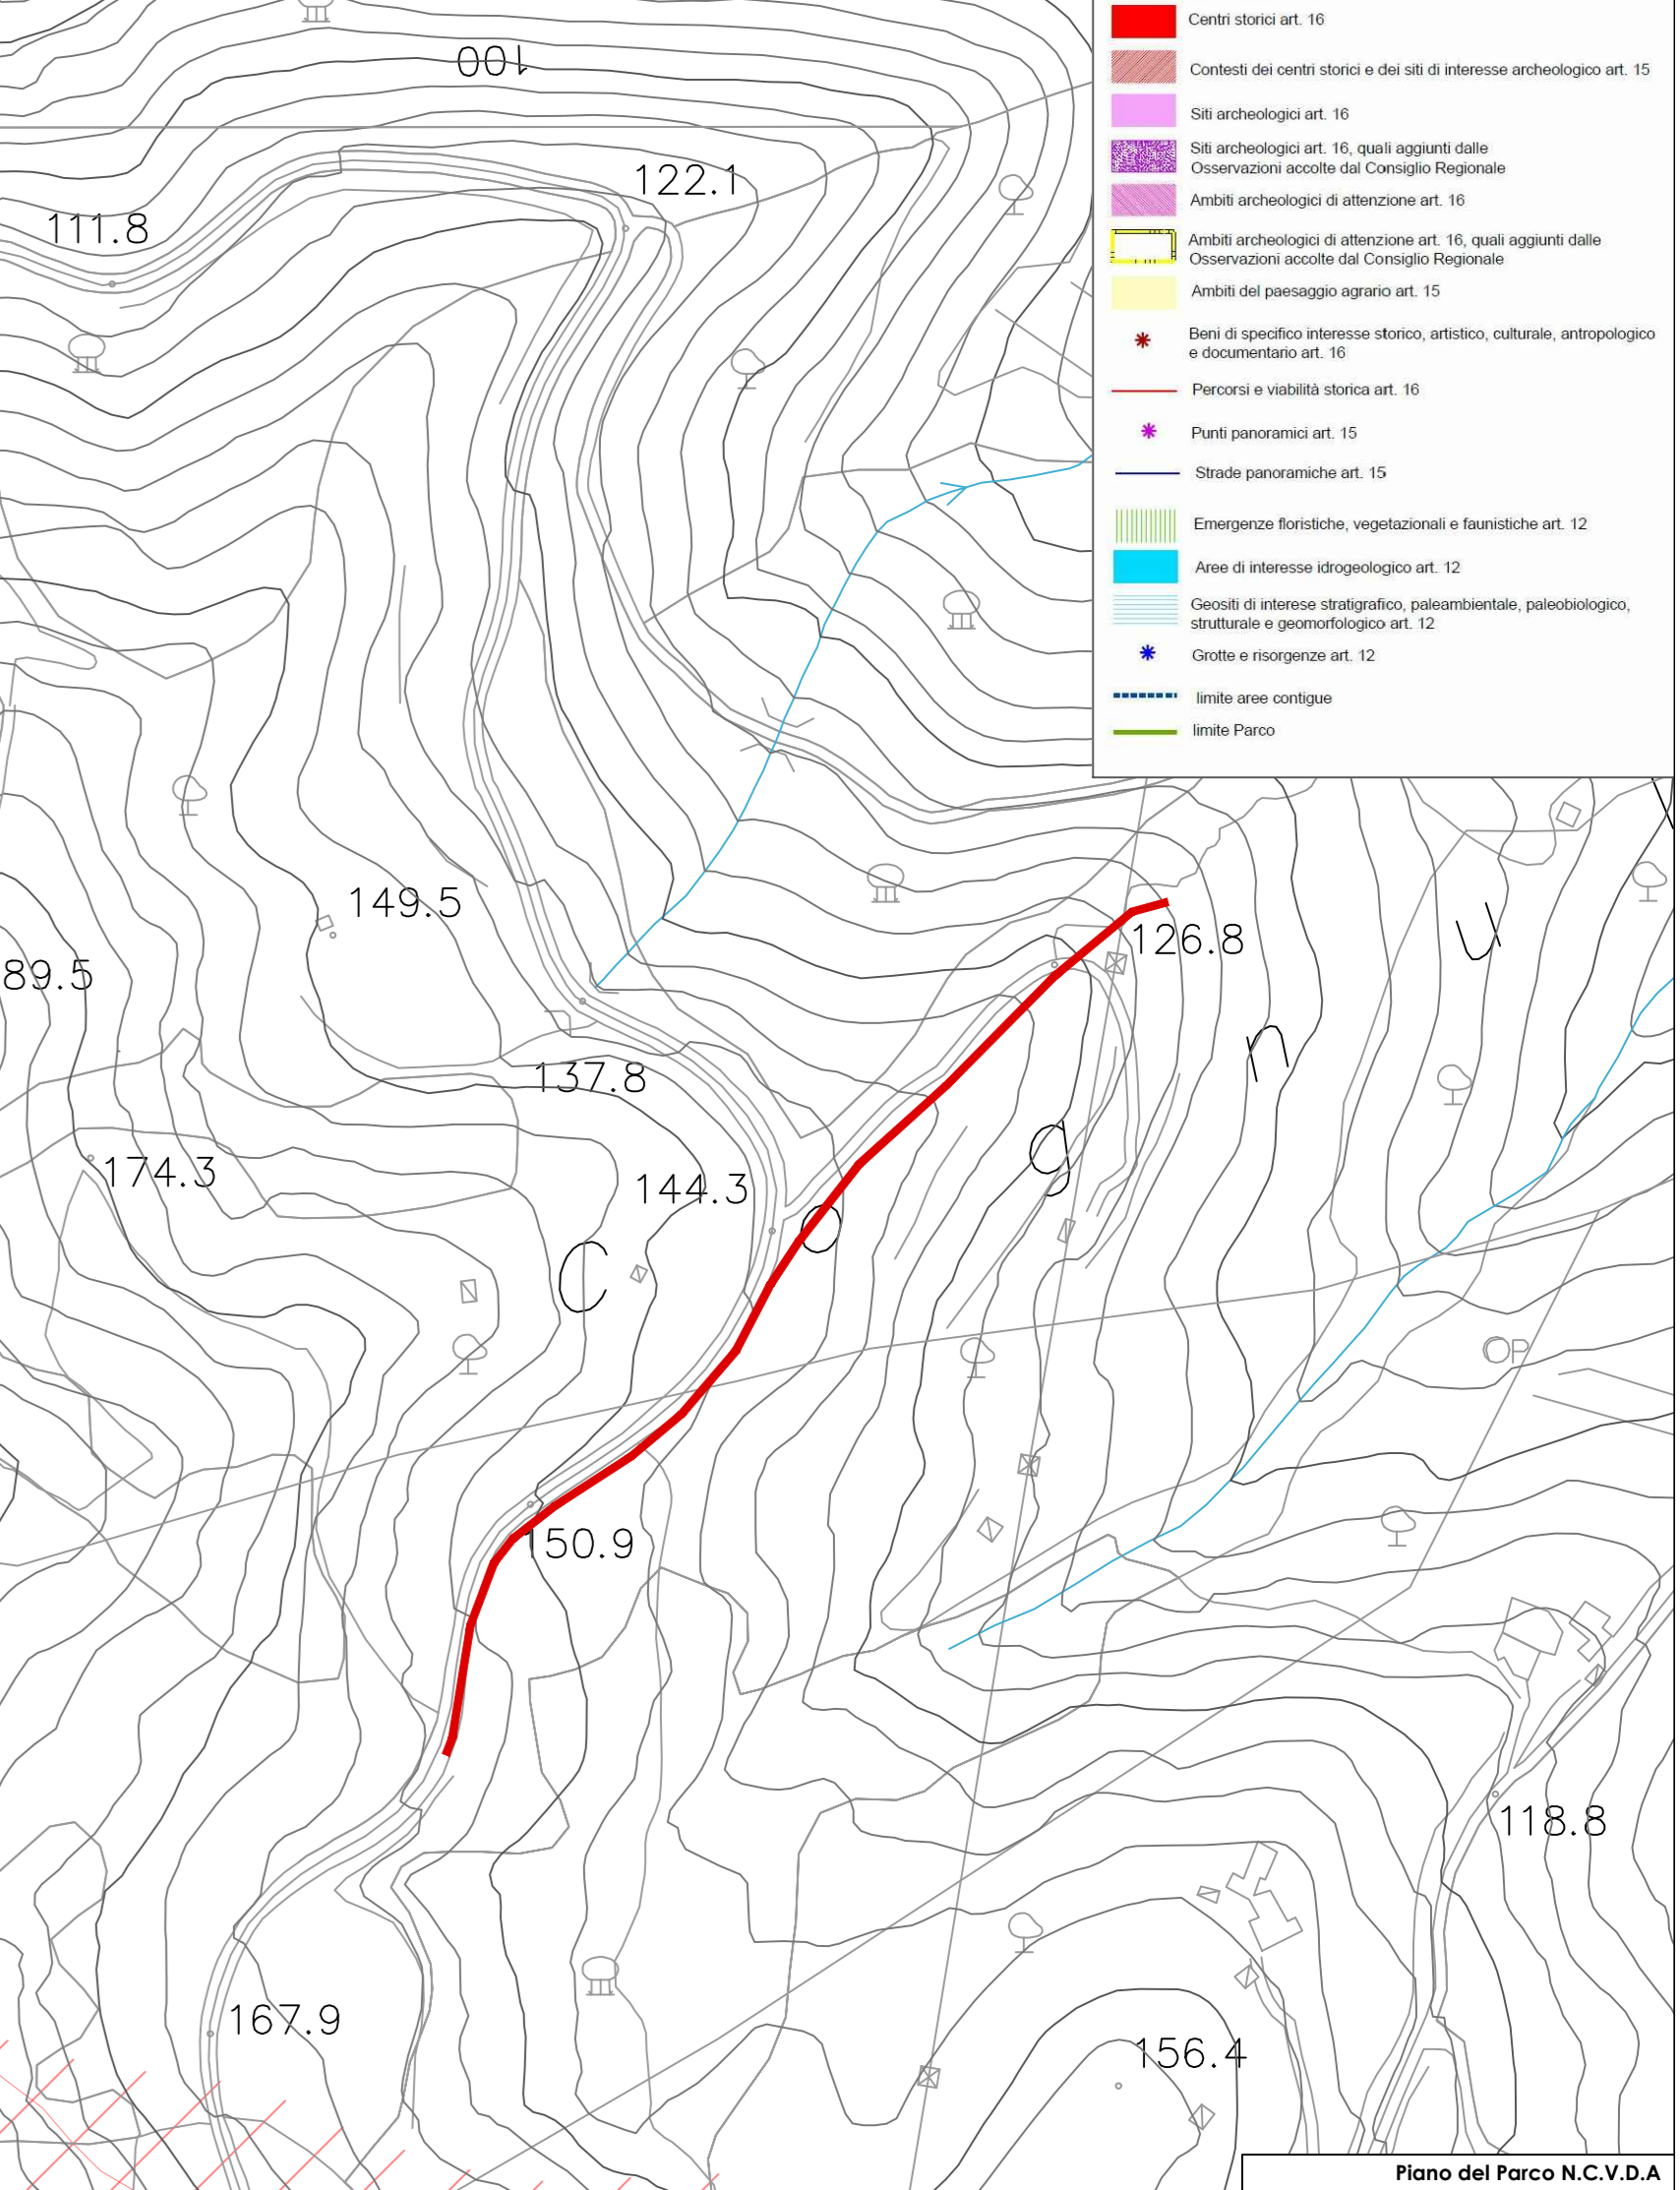 Centri storici art. 16
Contesti dei centri storici e dei siti di interesse archeologico art. 15
Siti archeologici art. 16
Siti archeologici art. 16, quali aggiunti dalle
Osservazioni accolte dal Consiglio Regionale
Ambiti archeologici di attenzione art. 16
Ambiti archeologici di attenzione art. 16, quali aggiunti dalle
Osservazioni accolte dal Consiglio Regionale
Ambiti del paesaggio agrario art. 15
Beni di specifico interesse storico, artistico, culturale, antropologico
e documentario art. 16
Percorsi e viabilità storica art. 16
Punti panoramici art. 15
Strade panoramiche art. 15
Emergenze floristiche, vegetazionali e faunistiche art. 12
Aree di interesse idrogeologico art. 12
Geositi di interese stratigrafico, paleambientale, paleobiologico,
strutturale e geomorfologico art. 12
Grotte e risorgenze art. 12
limite aree contigue
limite Parco
100
122.1
111.8
149.5
126.8
89.5
137.8
174.3
144.3
C o g n u
P
150.9
118.8
167.9
156.4
Piano del Parco N.C.V.D.A